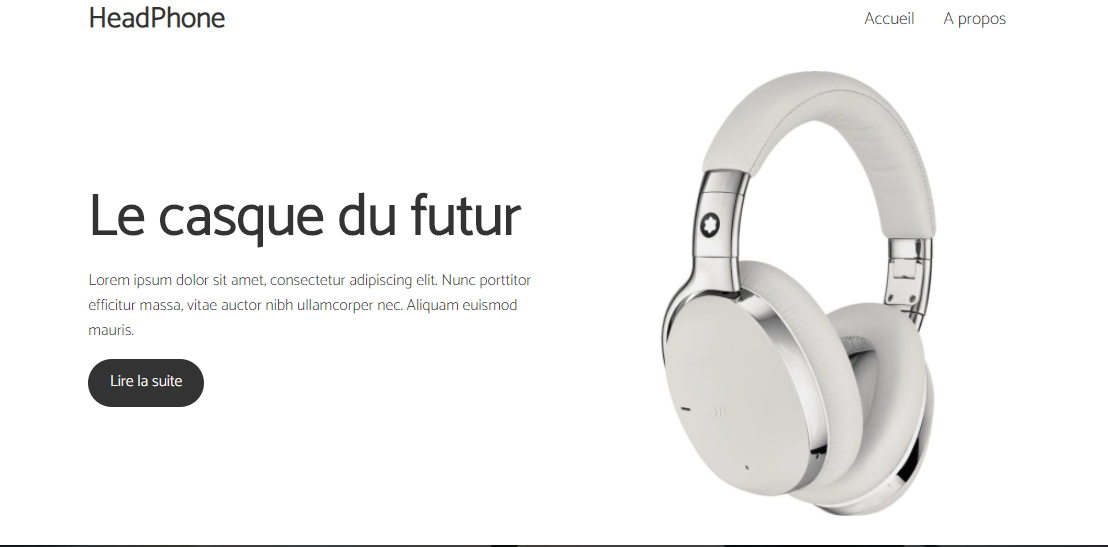 HeadPhone
Accueil
A propos
Le casque du futur
Lorem ipsum dolor sit amet, consectetur adipiscing elit. Nunc porttitor
efficitur massa, vitae auctor nibh ullamcorper nec. Aliquam euismod
mauris.
Lire la suite